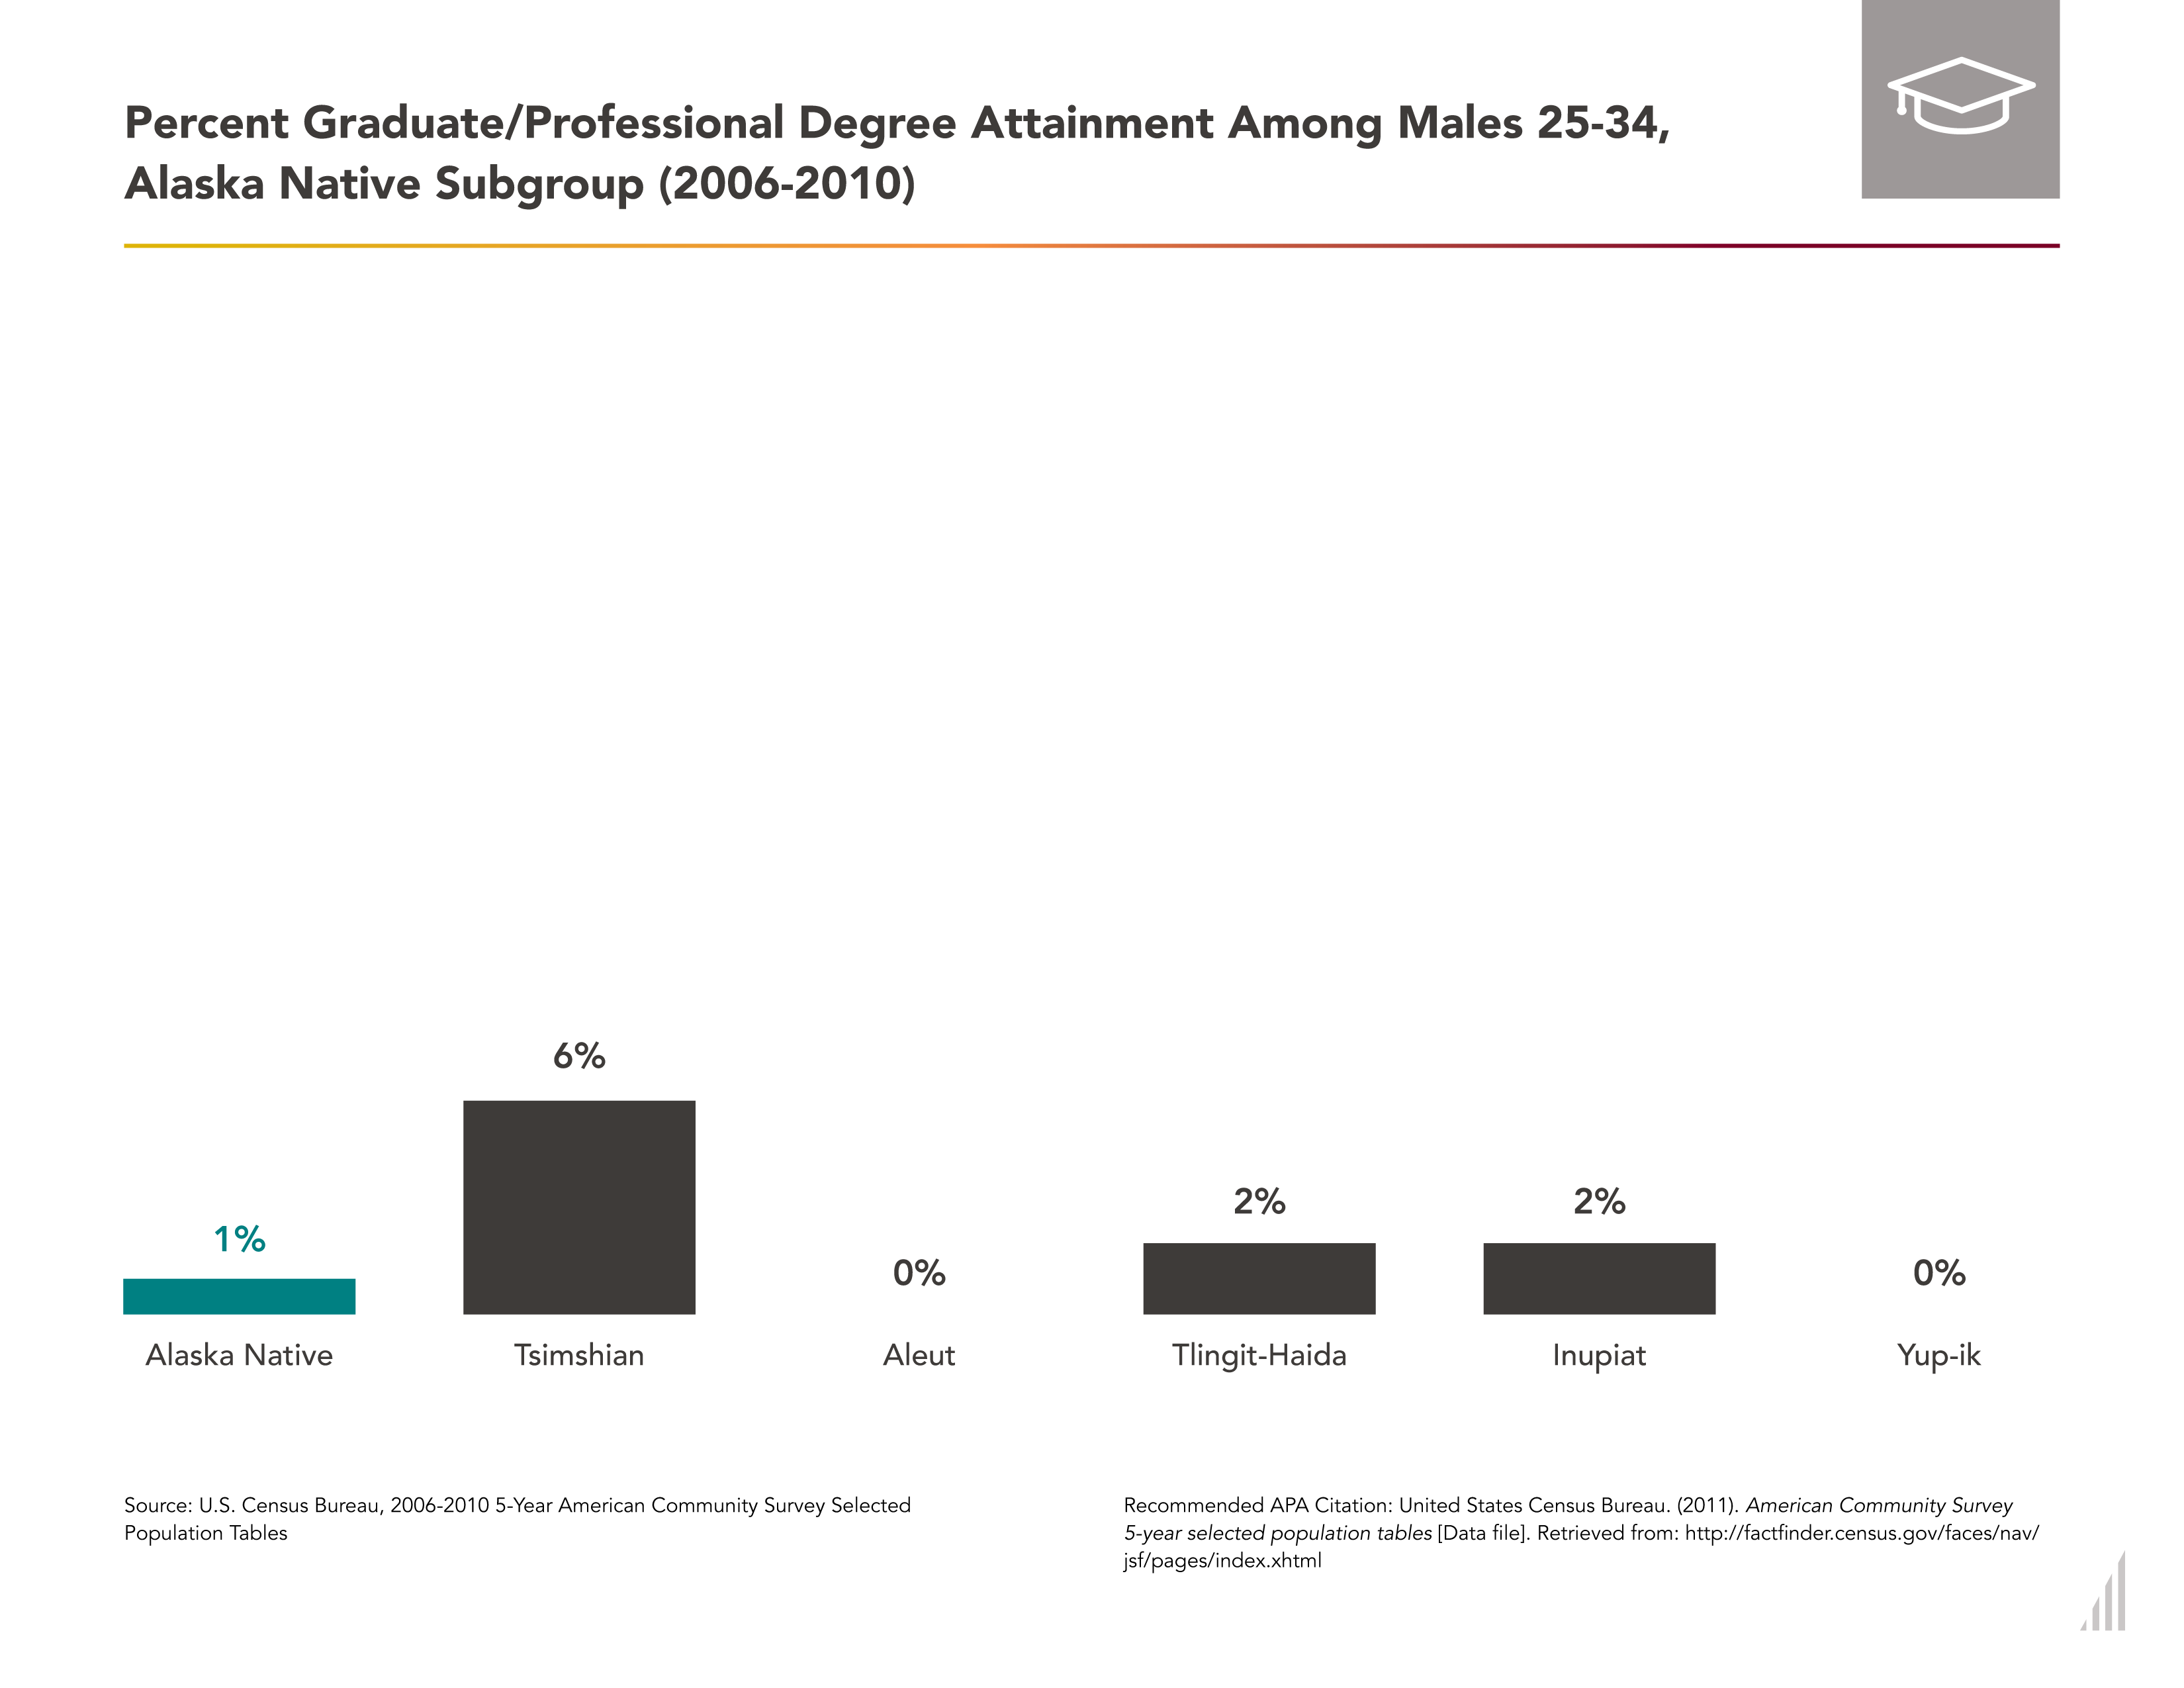 Percent Graduate/Professional Degree Attainment Among Males 25-34,
Alaska Native Subgroup (2006-2010)
1%
6%
0%
2%
2%
0%
Alaska Native
Tsimshian
Aleut
Tlingit-Haida
Inupiat
Yup-ik
Source: U.S. Census Bureau, 2006-2010 5-Year American Community Survey Selected
Population Tables
Recommended APA Citation: United States Census Bureau. (2011). American Community Survey
5-year selected population tables [Data file]. Retrieved from: http://factfinder.census.gov/faces/nav/
jsf/pages/index.xhtml